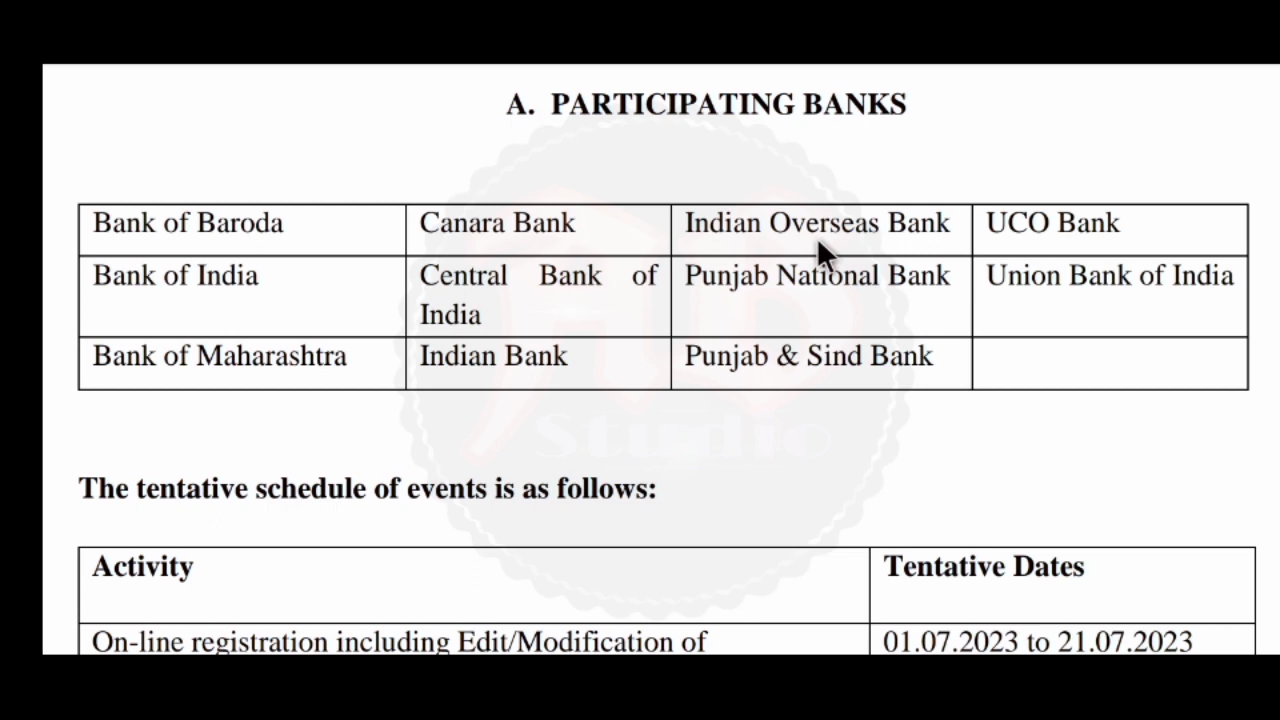 A. PARTICIPATING BANKS
Bank of Baroda
Canara Bank
Indian Overseas Bank
UCO Bank
Bank of India
Central Bank of
India
Punjab National Bank
Union Bank of India
Bank of Maharashtra
Indian Bank
Punjab & Sind Bank
Studio
The tentative schedule of events is as follows:
Activity
Tentative Dates
On-line registration including Edit/Modification of
01.07.2023 to 21.07.2023